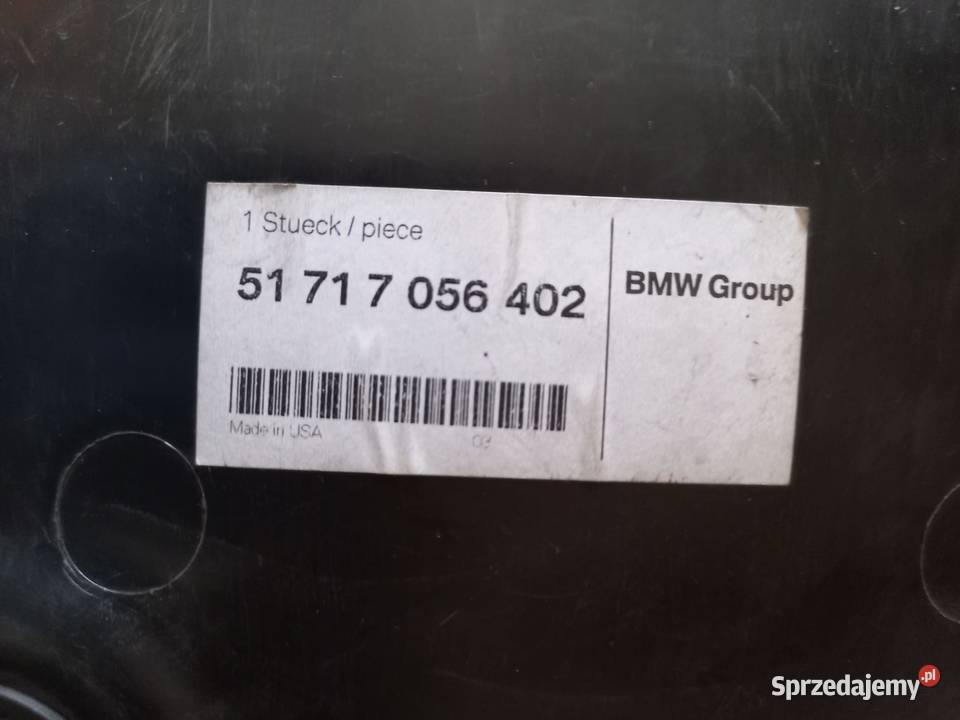 1 Stueck / piece
51 71 7 056 402
BMW Group
Made in USA
Sprzedajemy.pl